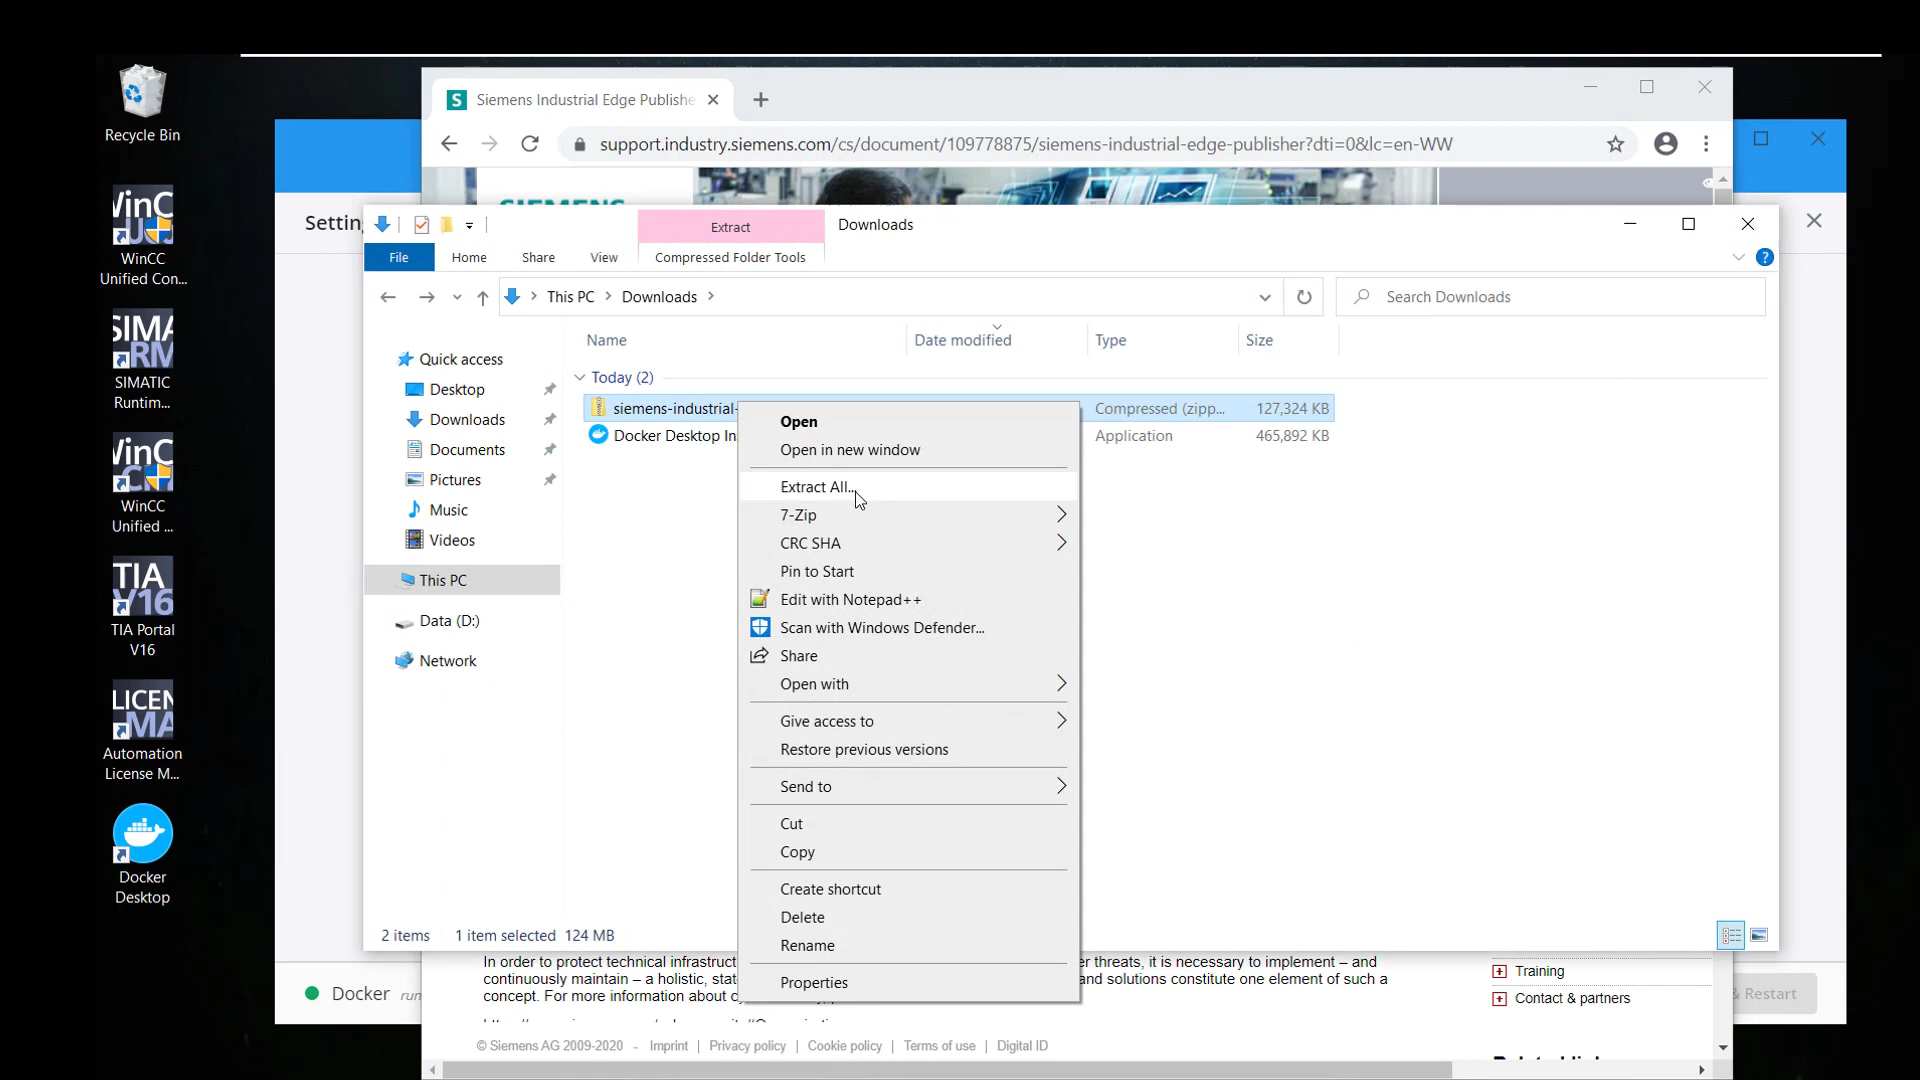 Recycle Bin
WinCC
Unified Con...
SIMATIC
Runtim...
WinCC
Unified ...
TIA
V16
TIA Portal
V16
LICEN
MA
Automation
License M...
Docker
Desktop
S Siemens Industrial Edge Publishe
support.industry.siemens.com/cs/document/109778875/siemens-industrial-edge-publisher?dti=0&lc=en-WW
SIEMENS
Extract Downloads
File Home Share View Compressed Folder Tools
This PC Downloads
Search Downloads
Name Date modified Type Size
Today (2)
siemens-industrial- Compressed (zipp... 127,324 KB
Docker Desktop In Application 465,892 KB
Quick access
Desktop
Downloads
Documents
Pictures
Music
Videos
This PC
Data (D:)
Network
Open
Open in new window
Extract All...
7-Zip
CRC SHA
Pin to Start
Edit with Notepad++
Scan with Windows Defender...
Share
Open with
Give access to
Restore previous versions
Send to
Cut
Copy
Create shortcut
Delete
Rename
Properties
2 items 1 item selected 124 MB
Docker
In order to protect technical infrastruct er threats, it is necessary to implement – and
continuously maintain – a holistic, stat and solutions constitute one element of such a
concept. For more information about c
Training
Contact & partners
& Restart
© Siemens AG 2009-2020 - Imprint | Privacy policy | Cookie policy | Terms of use | Digital ID